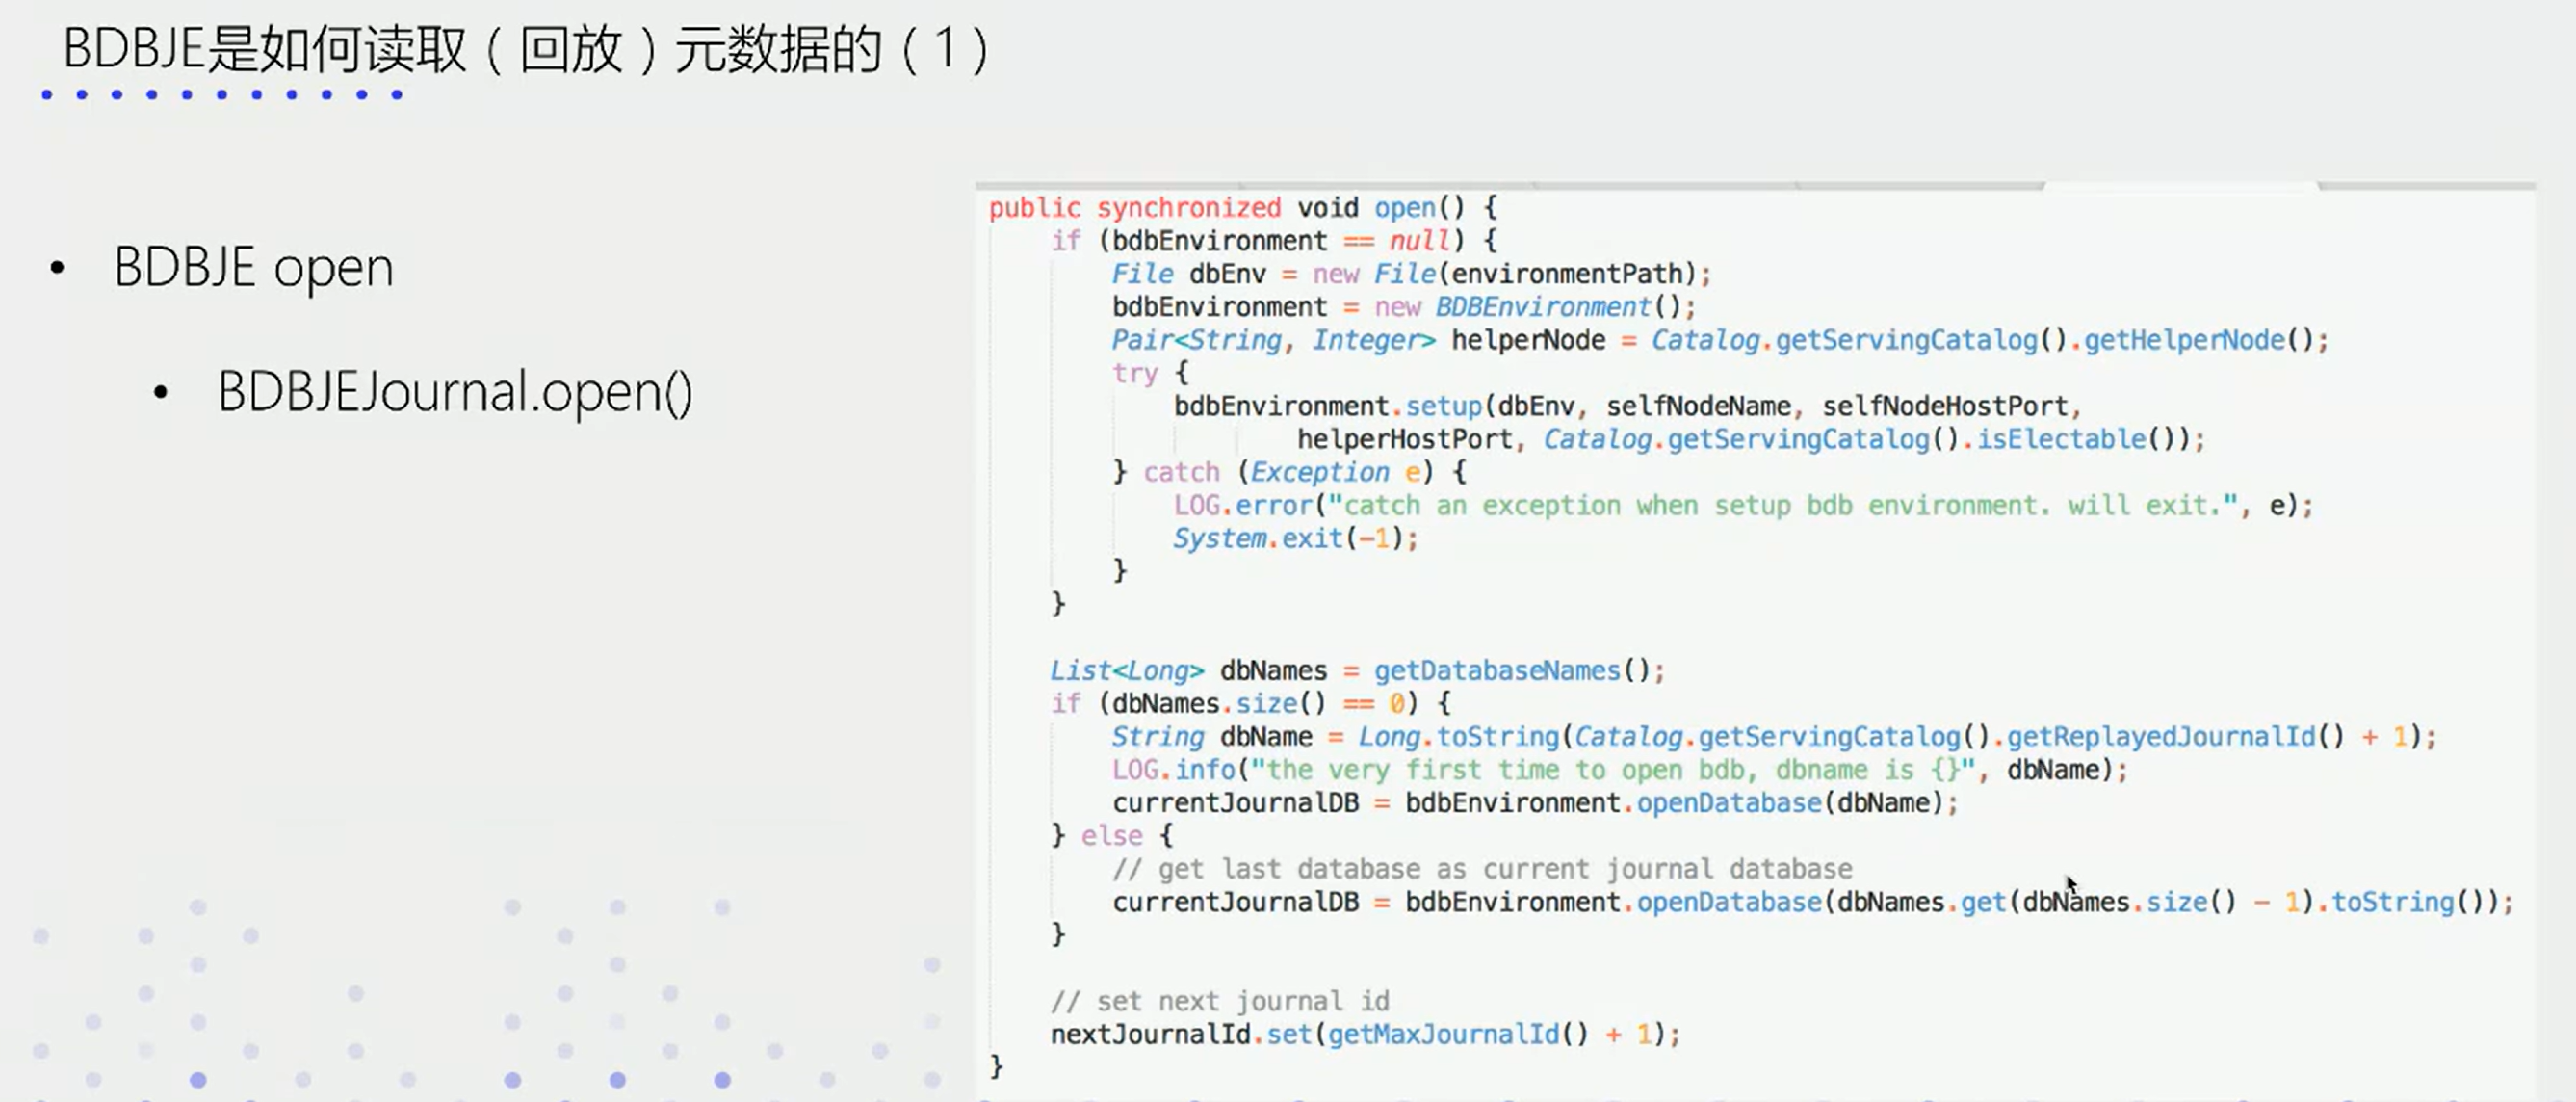 BDBJE是如何读取（回放）元数据的（1）
• BDBJE open
• BDBJEJournal.open()
public synchronized void open() {
if (bdbEnvironment == null) {
File dbEnv = new File(environmentPath);
bdbEnvironment = new BDBEnvironment();
Pair<String, Integer> helperNode = Catalog.getServingCatalog().getHelperNode();
try {
bdbEnvironment.setup(dbEnv, selfNodeName, selfNodeHostPort,
helperHostPort, Catalog.getServingCatalog().isElectable());
} catch (Exception e) {
LOG.error("catch an exception when setup bdb environment. will exit.", e);
System.exit(-1);
}
}
List<Long> dbNames = getDatabaseNames();
if (dbNames.size() == 0) {
String dbName = Long.toString(Catalog.getServingCatalog().getReplayedJournalId() + 1);
LOG.info("the very first time to open bdb, dbname is {}", dbName);
currentJournalDB = bdbEnvironment.openDatabase(dbName);
} else {
// get last database as current journal database
currentJournalDB = bdbEnvironment.openDatabase(dbNames.get(dbNames.size() - 1).toString());
}
// set next journal id
nextJournalId.set(getMaxJournalId() + 1);
}